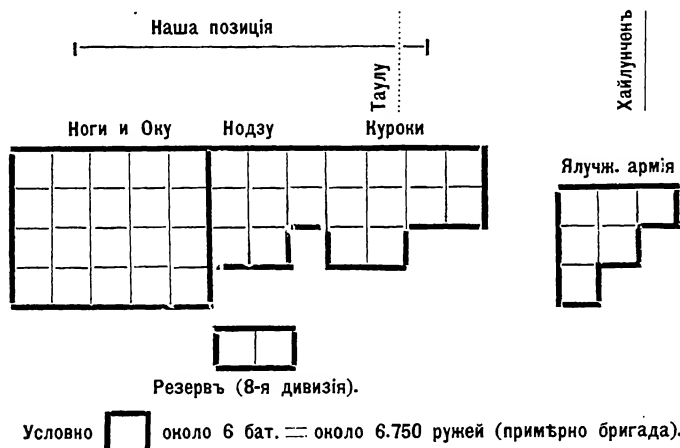 Наша позиція
Таулу
Хайлунченъ
Ноги и Оку
Нодзу
Куроки
Ялучж. армія
Резервъ (8-я дивизія).
Условно около 6 бат. = около 6.750 ружей (примѣрно бригада).